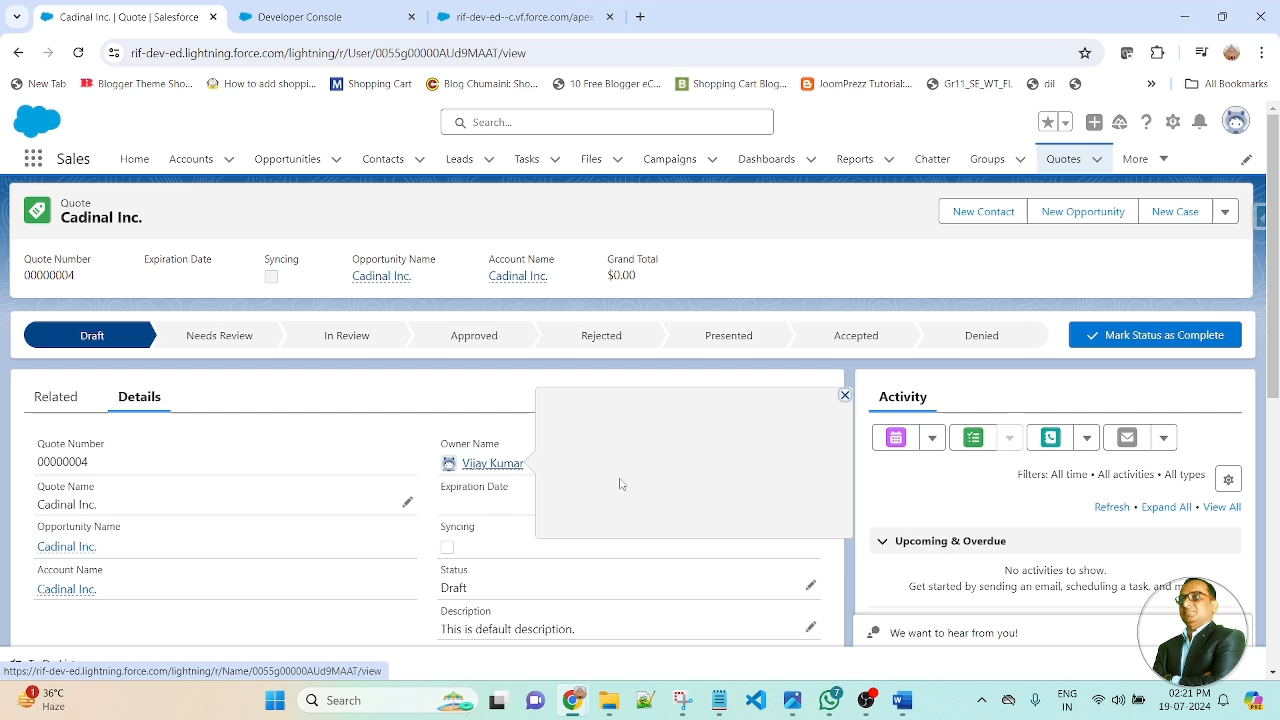 Cadinal Inc. | Quote | Salesforce
Developer Console
rif-dev-ed--cvf.force.com/apex
rif-dev-ed.lightning.force.com/lightning/r/User/0055g00000AUd9MAAT/view
New Tab
Blogger Theme Sho...
How to add shoppi...
Shopping Cart
Blog Chumain1.Sho...
10 Free Blogger eC...
Shopping Cart Blog...
JoomPrezz Tutorial:...
Gr11_SE_WT_FL
dil
All Bookmarks
Search...
Sales
Home
Accounts
Opportunities
Contacts
Leads
Tasks
Files
Campaigns
Dashboards
Reports
Chatter
Groups
Quotes
More
Quote
Cadinal Inc.
New Contact
New Opportunity
New Case
Quote Number
Expiration Date
Syncing
Opportunity Name
Account Name
Grand Total
00000004
Cadinal Inc.
Cadinal Inc.
$0.00
Draft
Needs Review
In Review
Approved
Rejected
Presented
Accepted
Denied
Mark Status as Complete
Related
Details
Quote Number
00000004
Quote Name
Cadinal Inc.
Opportunity Name
Cadinal Inc.
Account Name
Cadinal Inc.
Owner Name
Vijay Kumar
Expiration Date
Syncing
Status
Draft
Description
This is default description.
Activity
Filters: All time • All activities • All types
Refresh • Expand All • View All
Upcoming & Overdue
No activities to show.
Get started by sending an email, scheduling a task, and m
We want to hear from you!
https://rif-dev-ed.lightning.force.com/lightning/r/Name/0055g00000AUd9MAAT/view
1
36°C
Haze
Search
7
ENG
IN
02:21 PM
19-07-2024